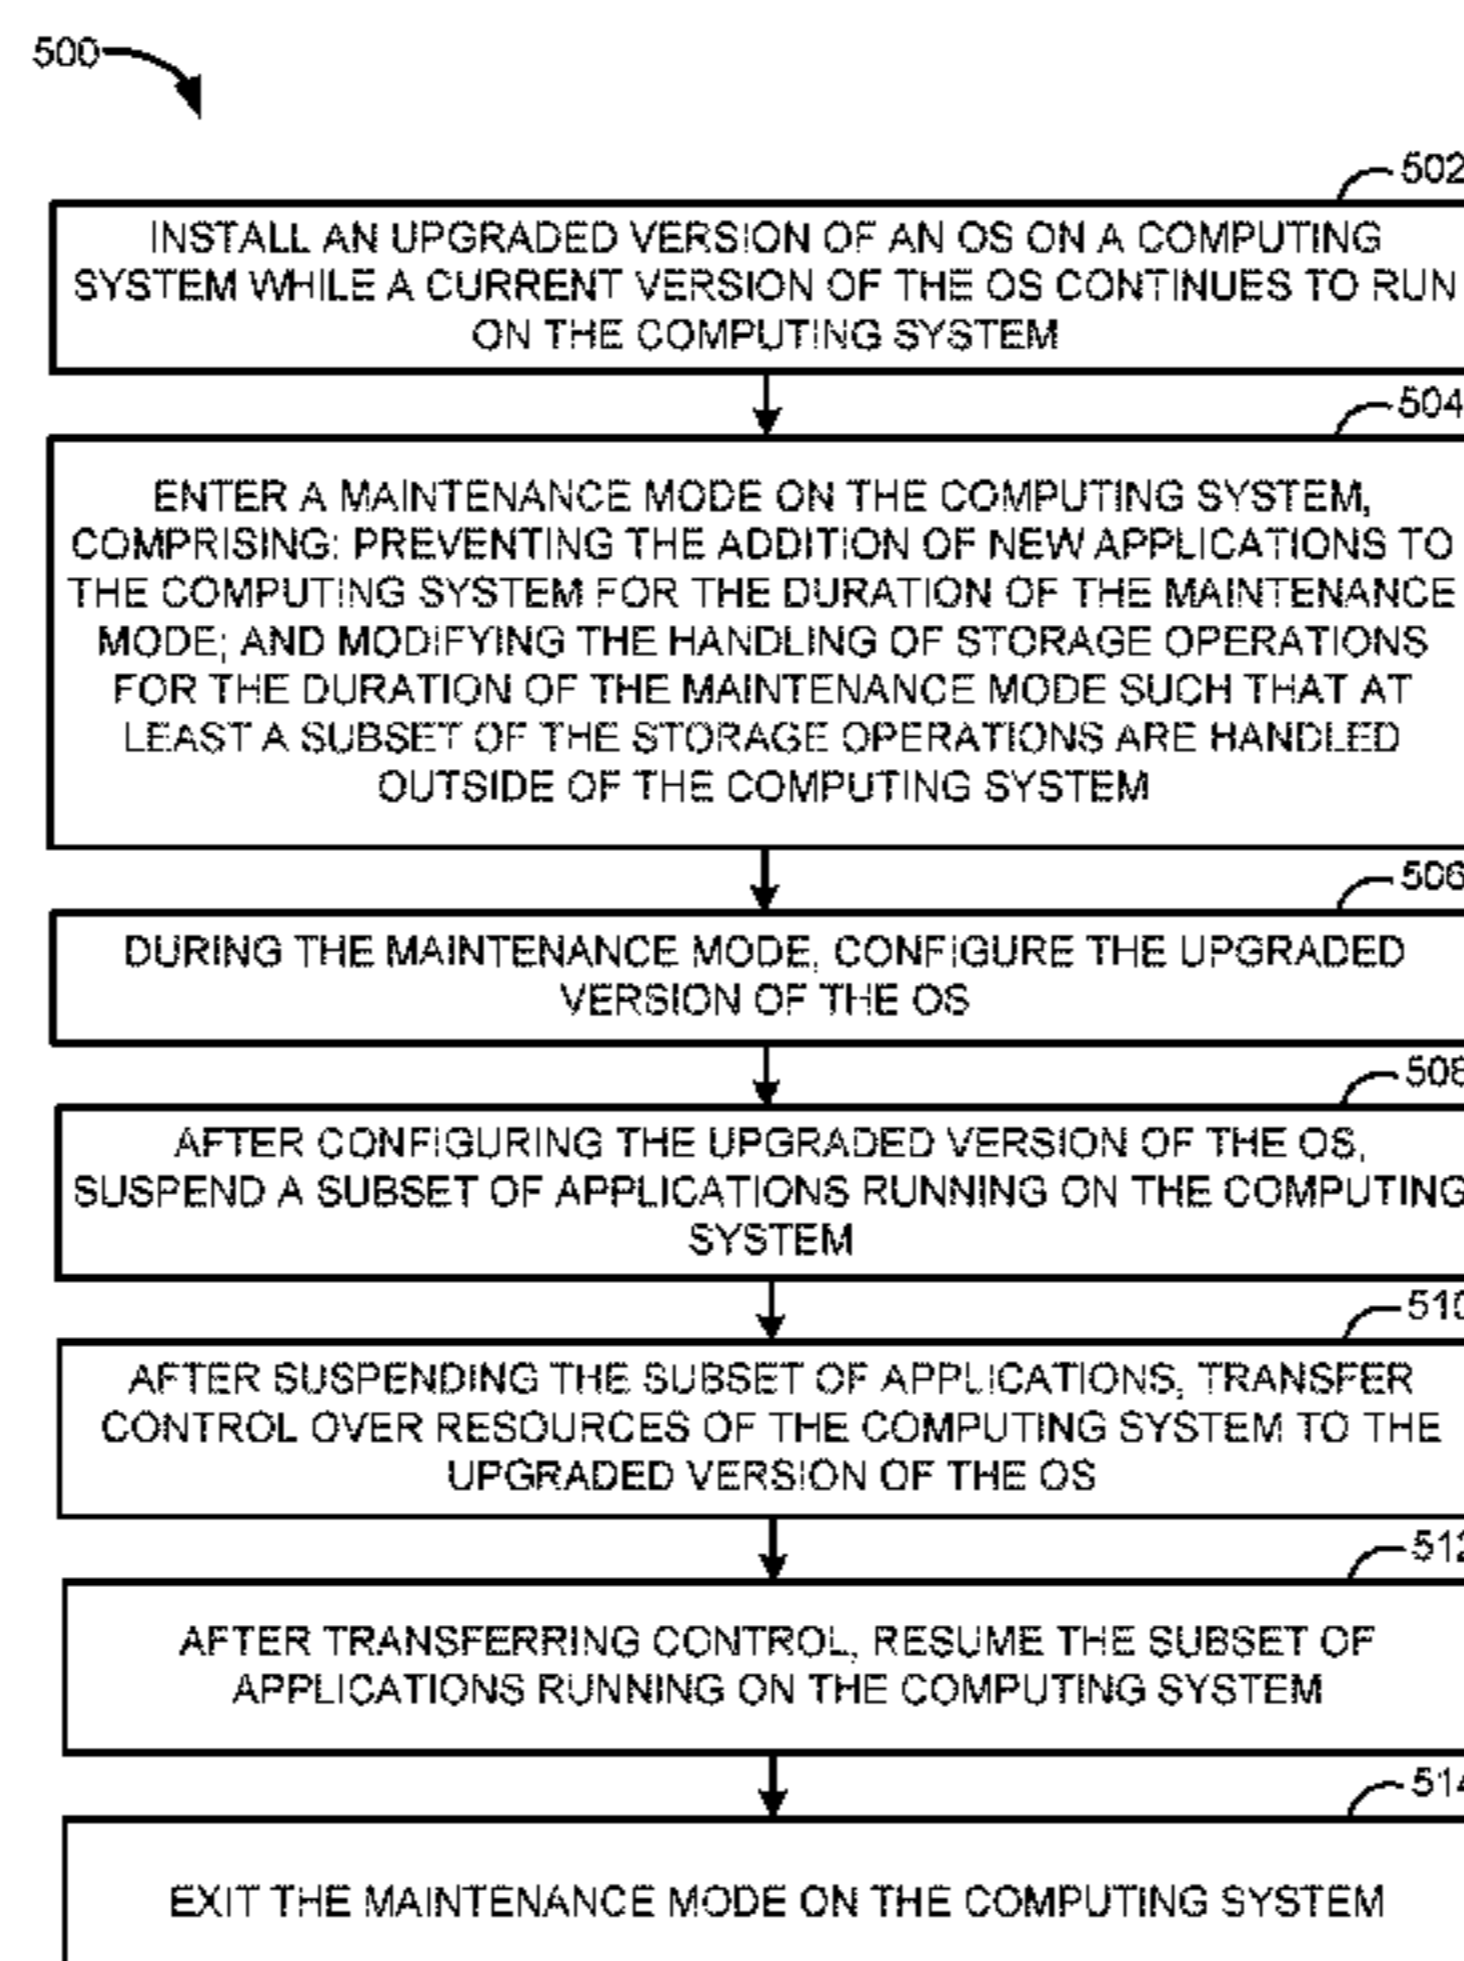 500
502
INSTALL AN UPGRADED VERSION OF AN OS ON A COMPUTING
SYSTEM WHILE A CURRENT VERSION OF THE OS CONTINUES TO RUN
ON THE COMPUTING SYSTEM
504
ENTER A MAINTENANCE MODE ON THE COMPUTING SYSTEM,
COMPRISING: PREVENTING THE ADDITION OF NEW APPLICATIONS TO
THE COMPUTING SYSTEM FOR THE DURATION OF THE MAINTENANCE
MODE; AND MODIFYING THE HANDLING OF STORAGE OPERATIONS
FOR THE DURATION OF THE MAINTENANCE MODE SUCH THAT AT
LEAST A SUBSET OF THE STORAGE OPERATIONS ARE HANDLED
OUTSIDE OF THE COMPUTING SYSTEM
506
DURING THE MAINTENANCE MODE, CONFIGURE THE UPGRADED
VERSION OF THE OS
508
AFTER CONFIGURING THE UPGRADED VERSION OF THE OS,
SUSPEND A SUBSET OF APPLICATIONS RUNNING ON THE COMPUTING
SYSTEM
510
AFTER SUSPENDING THE SUBSET OF APPLICATIONS, TRANSFER
CONTROL OVER RESOURCES OF THE COMPUTING SYSTEM TO THE
UPGRADED VERSION OF THE OS
512
AFTER TRANSFERRING CONTROL, RESUME THE SUBSET OF
APPLICATIONS RUNNING ON THE COMPUTING SYSTEM
514
EXIT THE MAINTENANCE MODE ON THE COMPUTING SYSTEM